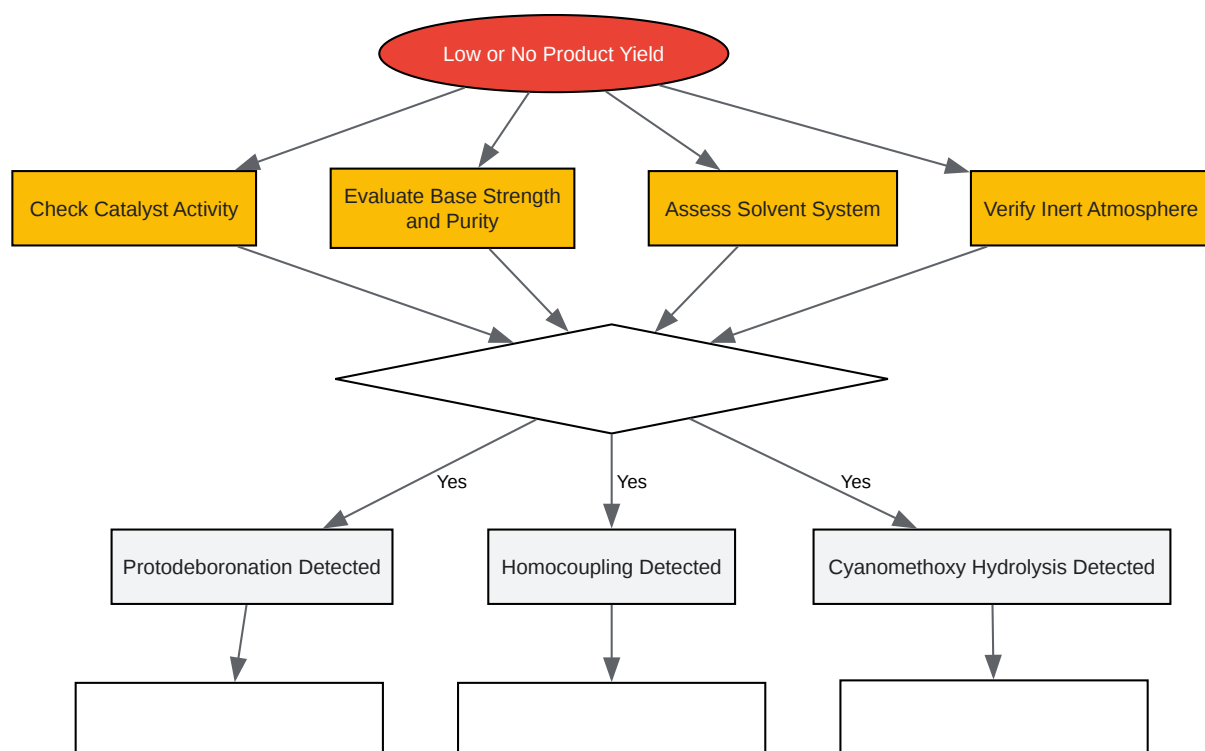 Low or No Product Yield
Check Catalyst Activity
Evaluate Base Strength
and Purity
Assess Solvent System
Verify Inert Atmosphere
Yes
Yes
Yes
Protodeboronation Detected
Homocoupling Detected
Cyanomethoxy Hydrolysis Detected